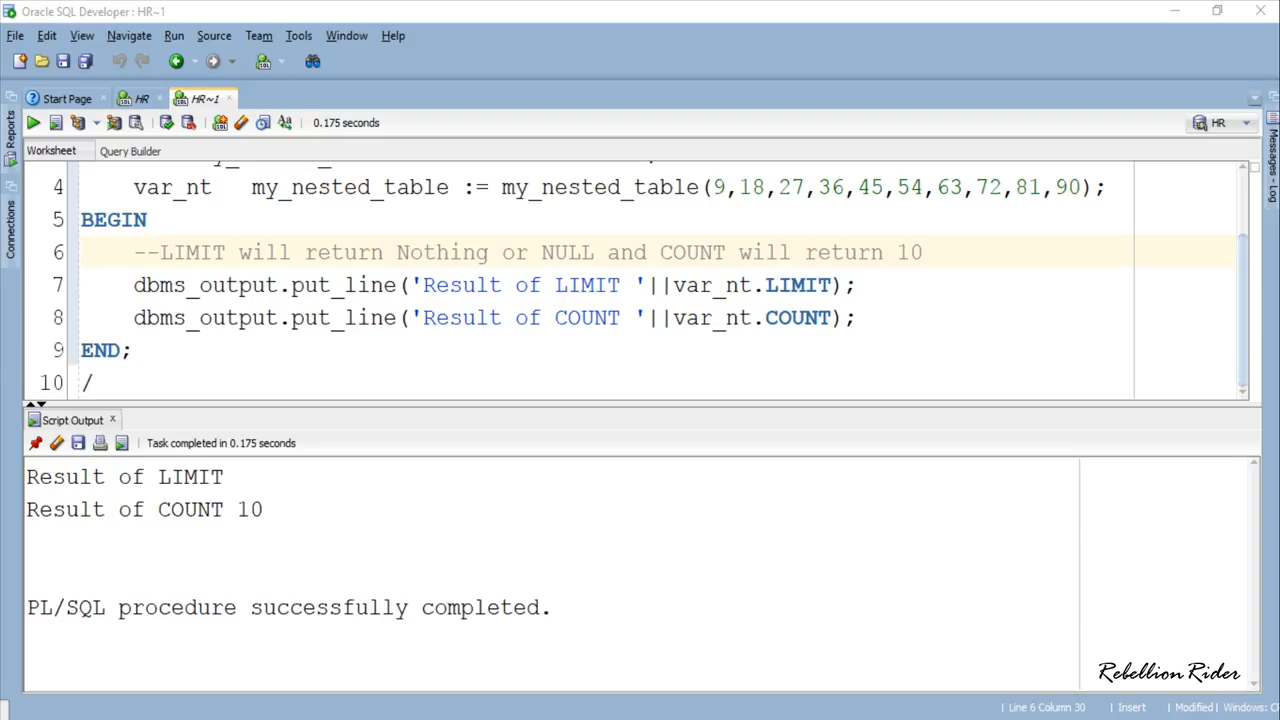 Oracle SQL Developer : HR~1
File Edit View Navigate Run Source Team Tools Window Help
Start Page HR HR~1
0.175 seconds HR
Worksheet Query Builder
4 var_nt my_nested_table := my_nested_table(9,18,27,36,45,54,63,72,81,90);
5 BEGIN
6 --LIMIT will return Nothing or NULL and COUNT will return 10
7 dbms_output.put_line('Result of LIMIT '||var_nt.LIMIT);
8 dbms_output.put_line('Result of COUNT '||var_nt.COUNT);
9 END;
10 /
Script Output
Task completed in 0.175 seconds
Result of LIMIT
Result of COUNT 10
PL/SQL procedure successfully completed.
Rebellion Rider
Line 6 Column 30 Insert Modified Windows: C
Reports
Connections
Messages - Log